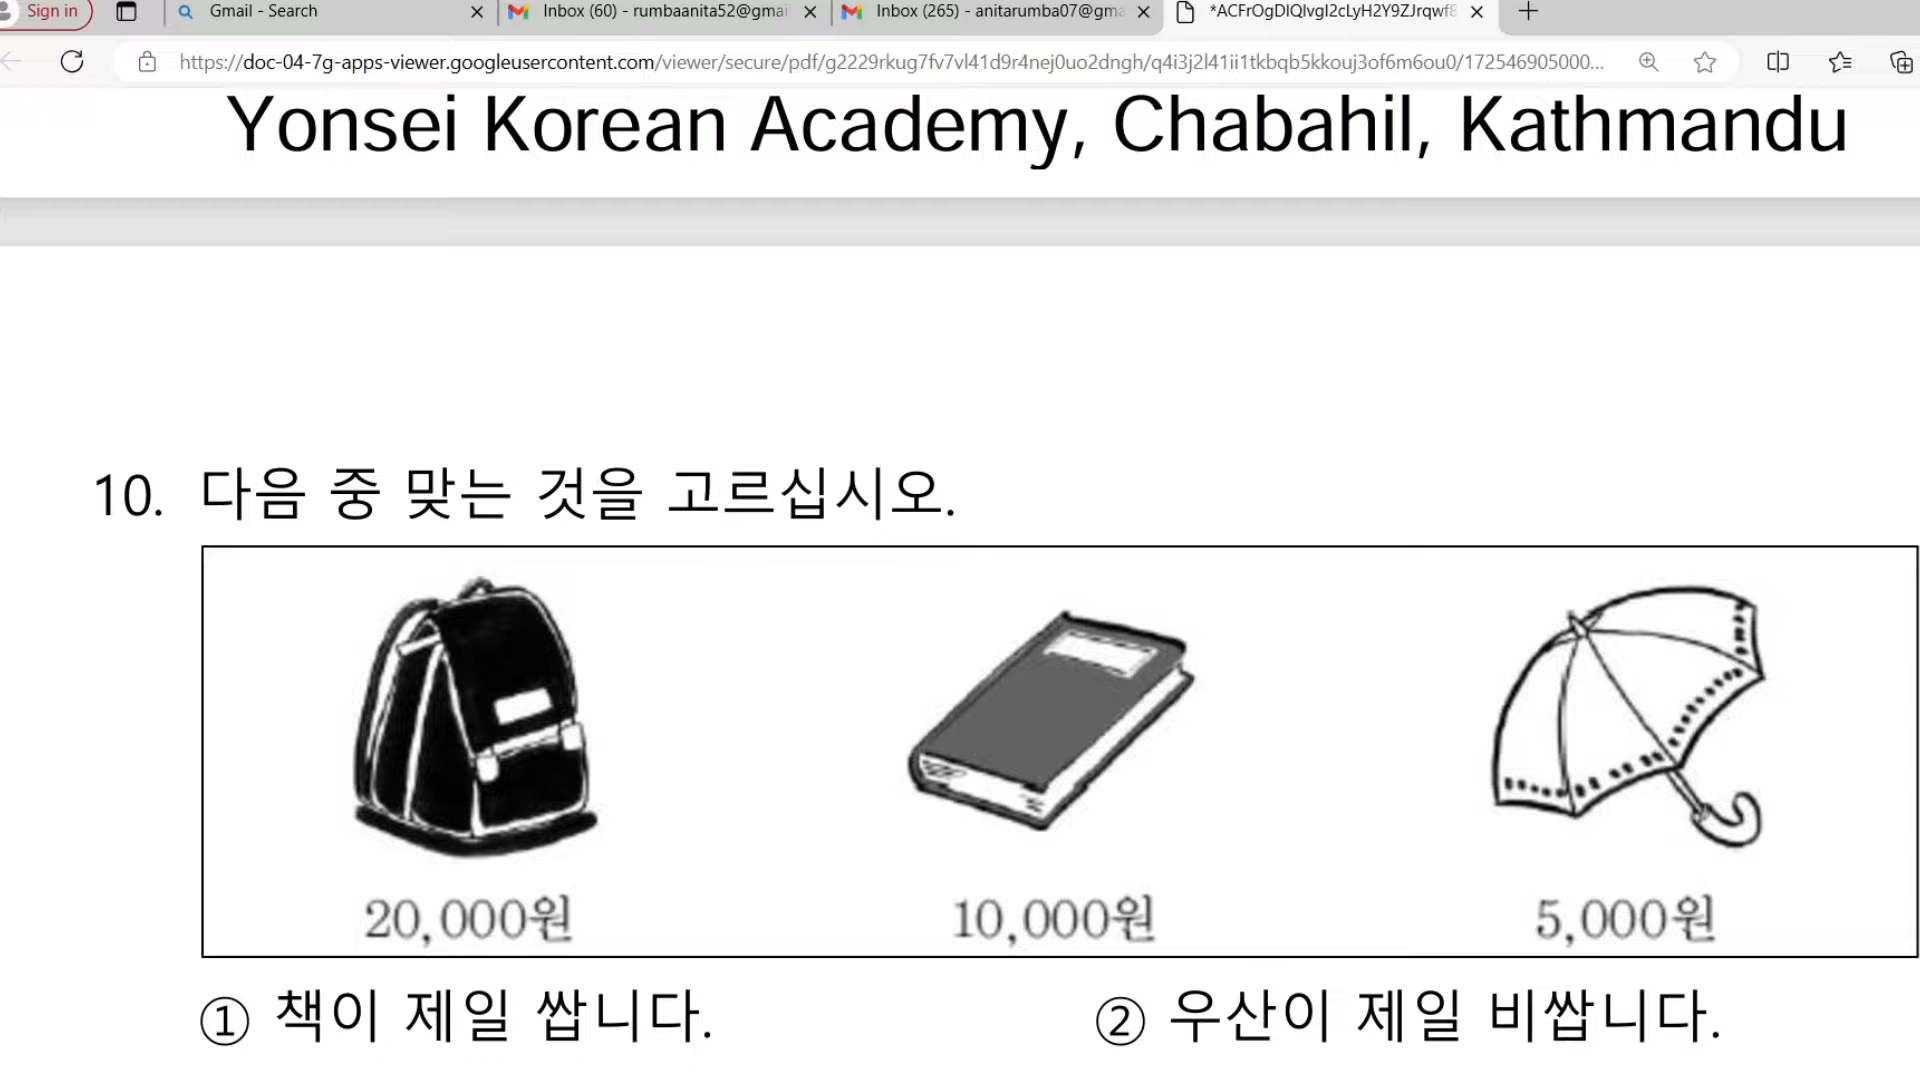 Sign in
Gmail - Search
Inbox (60) - rumbaanita52@gmai
Inbox (265) - anitarumba07@gma
https://doc-04-7g-apps-viewer.googleusercontent.com/viewer/secure/pdf/g2229rkug7fv7vl41d9r4nej0uo2dngh/q4i3j2l41ii1tkbqb5kkouj3of6m6ou0/172546905000...
Yonsei Korean Academy, Chabahil, Kathmandu
10. 다음 중 맞는 것을 고르십시오.
20,000원
10,000원
5,000원
① 책이 제일 쌉니다.
② 우산이 제일 비쌉니다.